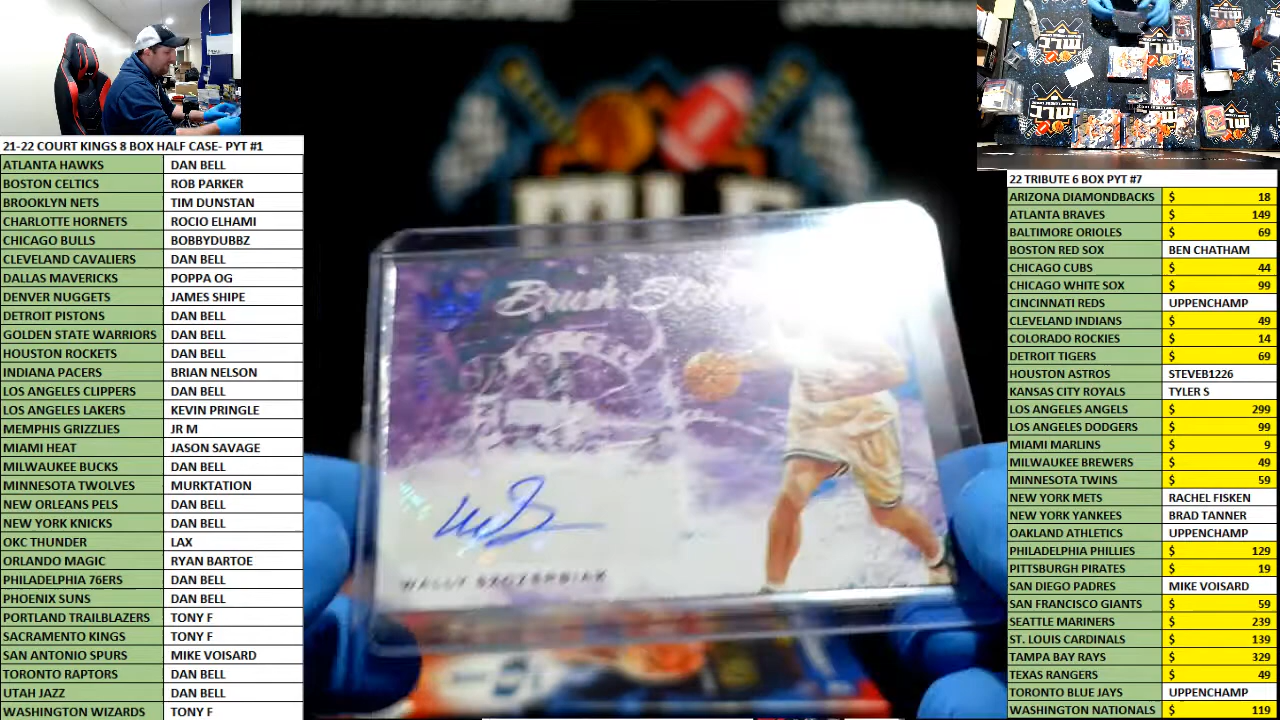 21-22 COURT KINGS 8 BOX HALF CASE- PYT #1
ATLANTA HAWKS DAN BELL
BOSTON CELTICS ROB PARKER
BROOKLYN NETS TIM DUNSTAN
CHARLOTTE HORNETS ROCIO ELHAMI
CHICAGO BULLS BOBBYDUBBZ
CLEVELAND CAVALIERS DAN BELL
DALLAS MAVERICKS POPPA OG
DENVER NUGGETS JAMES SHIPE
DETROIT PISTONS DAN BELL
GOLDEN STATE WARRIORS DAN BELL
HOUSTON ROCKETS DAN BELL
INDIANA PACERS BRIAN NELSON
LOS ANGELES CLIPPERS DAN BELL
LOS ANGELES LAKERS KEVIN PRINGLE
MEMPHIS GRIZZLIES JR M
MIAMI HEAT JASON SAVAGE
MILWAUKEE BUCKS DAN BELL
MINNESOTA TWOLVES MURKTATION
NEW ORLEANS PELS DAN BELL
NEW YORK KNICKS DAN BELL
OKC THUNDER LAX
ORLANDO MAGIC RYAN BARTOE
PHILADELPHIA 76ERS DAN BELL
PHOENIX SUNS DAN BELL
PORTLAND TRAILBLAZERS TONY F
SACRAMENTO KINGS TONY F
SAN ANTONIO SPURS MIKE VOISARD
TORONTO RAPTORS DAN BELL
UTAH JAZZ DAN BELL
WASHINGTON WIZARDS TONY F
Brush
WALLY SZCZERBIAK
22 TRIBUTE 6 BOX PYT #7
ARIZONA DIAMONDBACKS $ 18
ATLANTA BRAVES $ 149
BALTIMORE ORIOLES $ 69
BOSTON RED SOX BEN CHATHAM
CHICAGO CUBS $ 44
CHICAGO WHITE SOX $ 99
CINCINNATI REDS UPPENCHAMP
CLEVELAND INDIANS $ 49
COLORADO ROCKIES $ 14
DETROIT TIGERS $ 69
HOUSTON ASTROS STEVEB1226
KANSAS CITY ROYALS TYLER S
LOS ANGELES ANGELS $ 299
LOS ANGELES DODGERS $ 99
MIAMI MARLINS $ 9
MILWAUKEE BREWERS $ 49
MINNESOTA TWINS $ 59
NEW YORK METS RACHEL FISKEN
NEW YORK YANKEES BRAD TANNER
OAKLAND ATHLETICS UPPENCHAMP
PHILADELPHIA PHILLIES $ 129
PITTSBURGH PIRATES $ 19
SAN DIEGO PADRES MIKE VOISARD
SAN FRANCISCO GIANTS $ 59
SEATTLE MARINERS $ 239
ST. LOUIS CARDINALS $ 139
TAMPA BAY RAYS $ 329
TEXAS RANGERS $ 49
TORONTO BLUE JAYS UPPENCHAMP
WASHINGTON NATIONALS $ 119